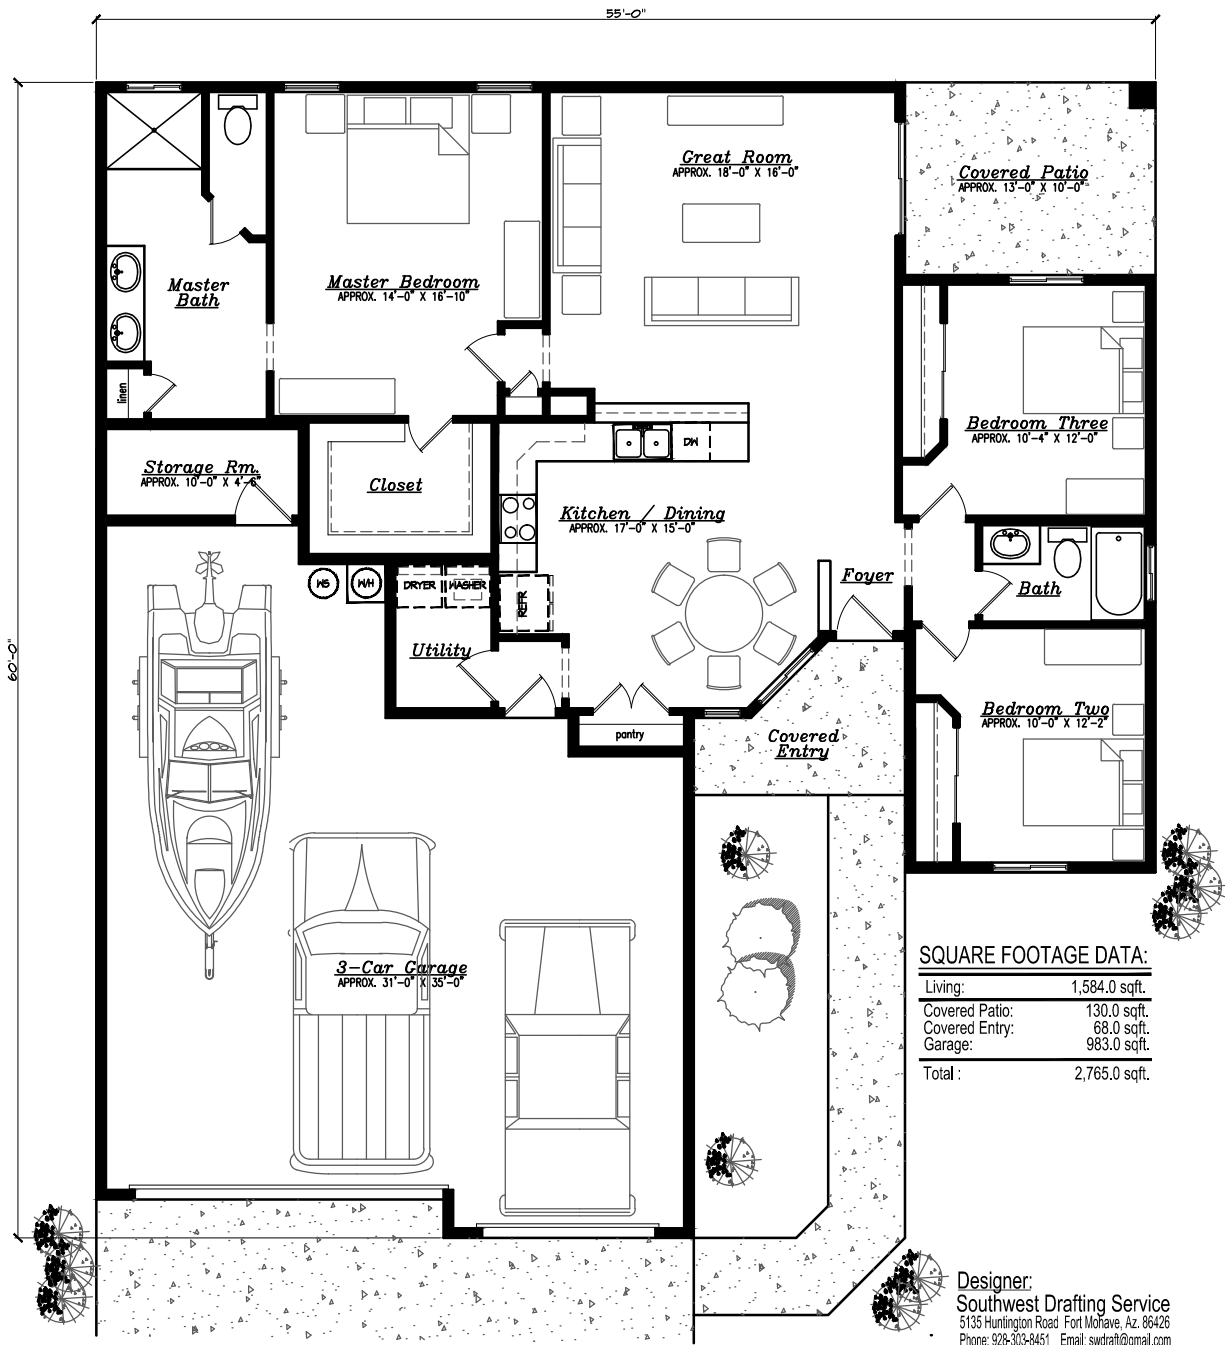 55'-0"
60'-0"
Great Room
APPROX. 18'-0" X 16'-0"
Covered Patio
APPROX. 13'-0" X 10'-0"
Master
Bath
Master Bedroom
APPROX. 14'-0" X 16'-10"
linen
Bedroom Three
APPROX. 10'-4" X 12'-0"
Storage Rm.
APPROX. 10'-0" X 4'-6"
Closet
DW
Kitchen / Dining
APPROX. 17'-0" X 15'-0"
WS
W/H
DRYER
WASHER
REFR
Foyer
Bath
Utility
pantry
Covered
Entry
Bedroom Two
APPROX. 10'-0" X 12'-2"
3-Car Garage
APPROX. 31'-0" X 35'-0"
SQUARE FOOTAGE DATA:
Living: 1,584.0 sqft.
Covered Patio: 130.0 sqft.
Covered Entry: 68.0 sqft.
Garage: 983.0 sqft.
Total : 2,765.0 sqft.
Designer:
Southwest Drafting Service
5135 Huntington Road Fort Mohave, Az. 86426
Phone: 928-303-8451 Email: swdraft@gmail.com